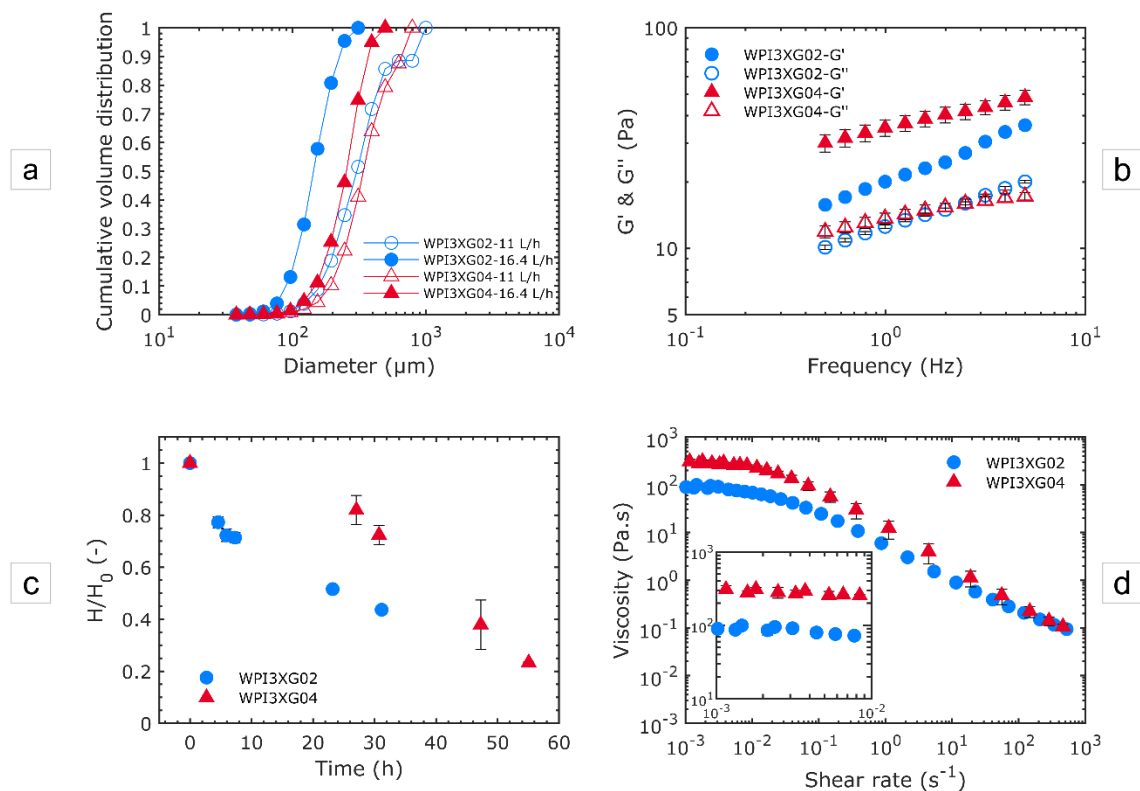 a
Cumulative volume distribution
1
0.9
0.8
0.7
0.6
0.5
0.4
0.3
0.2
0.1
0
WPI3XG02-11 L/h
WPI3XG02-16.4 L/h
WPI3XG04-11 L/h
WPI3XG04-16.4 L/h
10¹ 10² 10³ 10⁴
Diameter (µm)
b
G' & G'' (Pa)
100
10
5
WPI3XG02-G'
WPI3XG02-G''
WPI3XG04-G'
WPI3XG04-G''
10⁻¹ 10⁰ 10¹
Frequency (Hz)
c
H/H₀ (-)
1
0.8
0.6
0.4
0.2
0
WPI3XG02
WPI3XG04
0 10 20 30 40 50 60
Time (h)
d
Viscosity (Pa.s)
10³
10²
10¹
10⁰
10⁻¹
10⁻²
10⁻³
WPI3XG02
WPI3XG04
10³
10²
10¹
10⁻³ 10⁻²
10⁻³ 10⁻² 10⁻¹ 10⁰ 10¹ 10² 10³
Shear rate (s⁻¹)